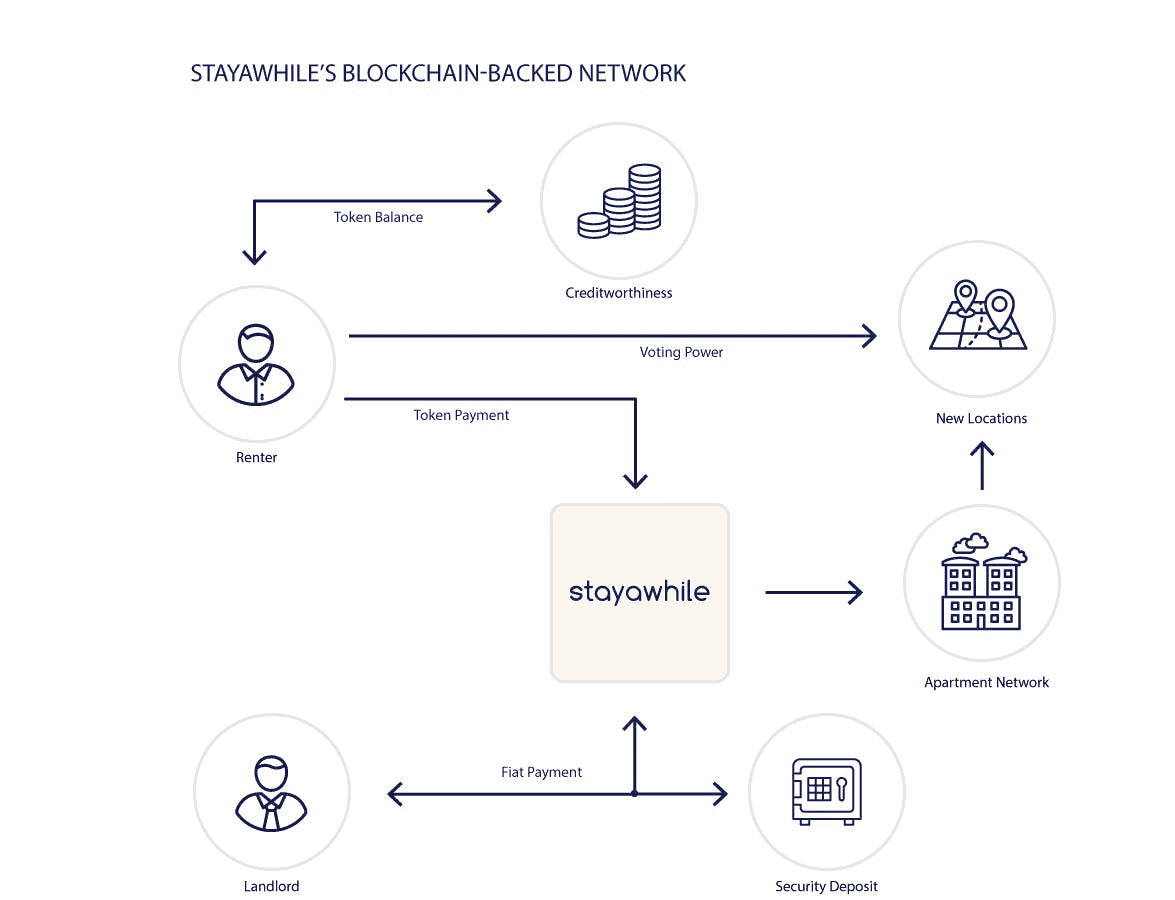 STAYAWHILE’S BLOCKCHAIN-BACKED NETWORK
Token Balance
Creditworthiness
Voting Power
Token Payment
New Locations
Renter
stayawhile
Apartment Network
Fiat Payment
Landlord
Security Deposit